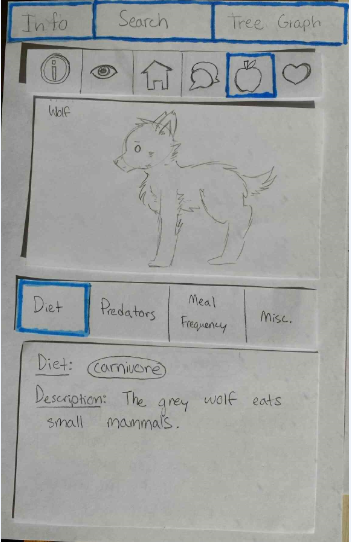 Info Search Tree Graph
i
Wolf
Diet Predators Meal Frequency Misc.
Diet: carnivore
Description: The grey wolf eats
small mammals.